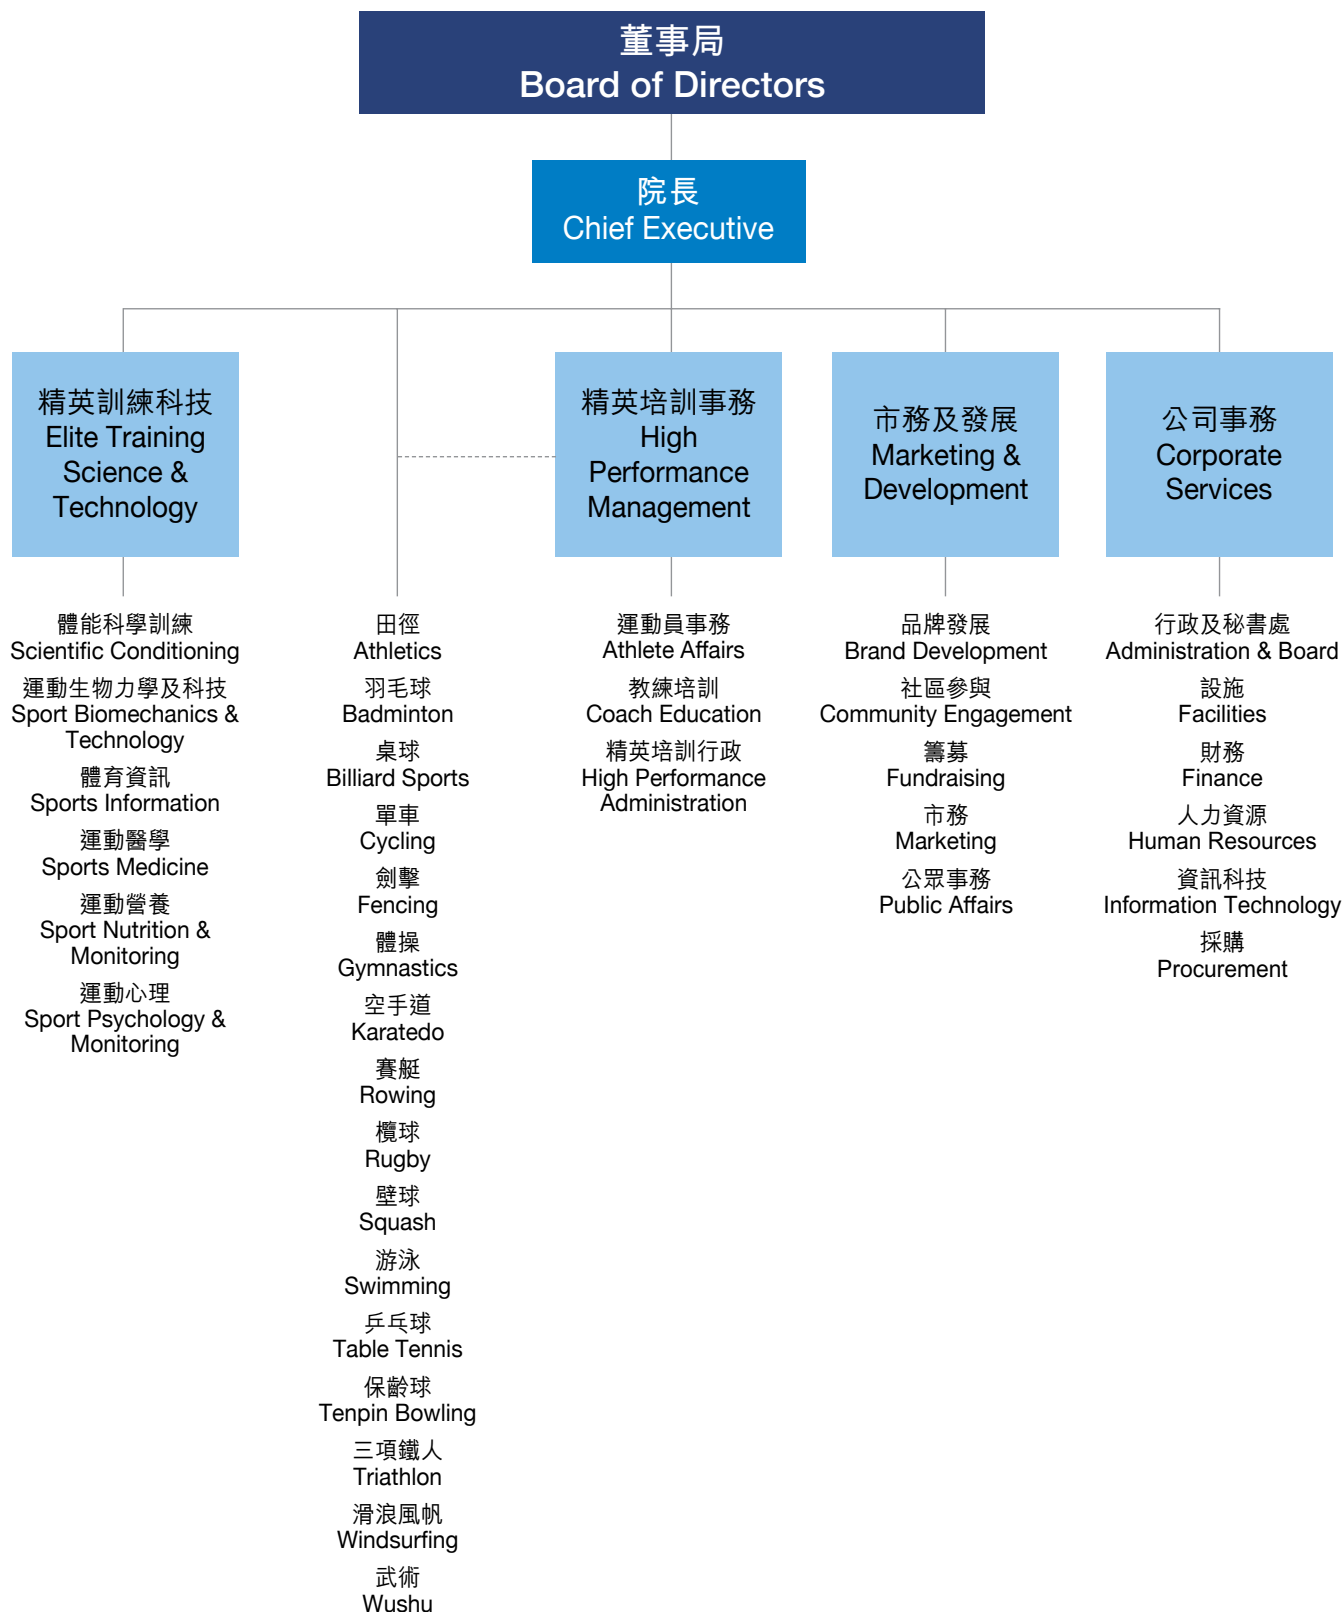 董事局
Board of Directors
院長
Chief Executive
精英訓練科技
Elite Training
Science &
Technology
體能科學訓練
Scientific Conditioning
運動生物力學及科技
Sport Biomechanics &
Technology
體育資訊
Sports Information
運動醫學
Sports Medicine
運動營養
Sport Nutrition &
Monitoring
運動心理
Sport Psychology &
Monitoring
田徑
Athletics
羽毛球
Badminton
桌球
Billiard Sports
單車
Cycling
劍擊
Fencing
體操
Gymnastics
空手道
Karatedo
賽艇
Rowing
欖球
Rugby
壁球
Squash
游泳
Swimming
乒乓球
Table Tennis
保齡球
Tenpin Bowling
三項鐵人
Triathlon
滑浪風帆
Windsurfing
武術
Wushu
精英培訓事務
High
Performance
Management
運動員事務
Athlete Affairs
教練培訓
Coach Education
精英培訓行政
High Performance
Administration
市務及發展
Marketing &
Development
品牌發展
Brand Development
社區參與
Community Engagement
籌募
Fundraising
市務
Marketing
公眾事務
Public Affairs
公司事務
Corporate
Services
行政及秘書處
Administration & Board
設施
Facilities
財務
Finance
人力資源
Human Resources
資訊科技
Information Technology
採購
Procurement